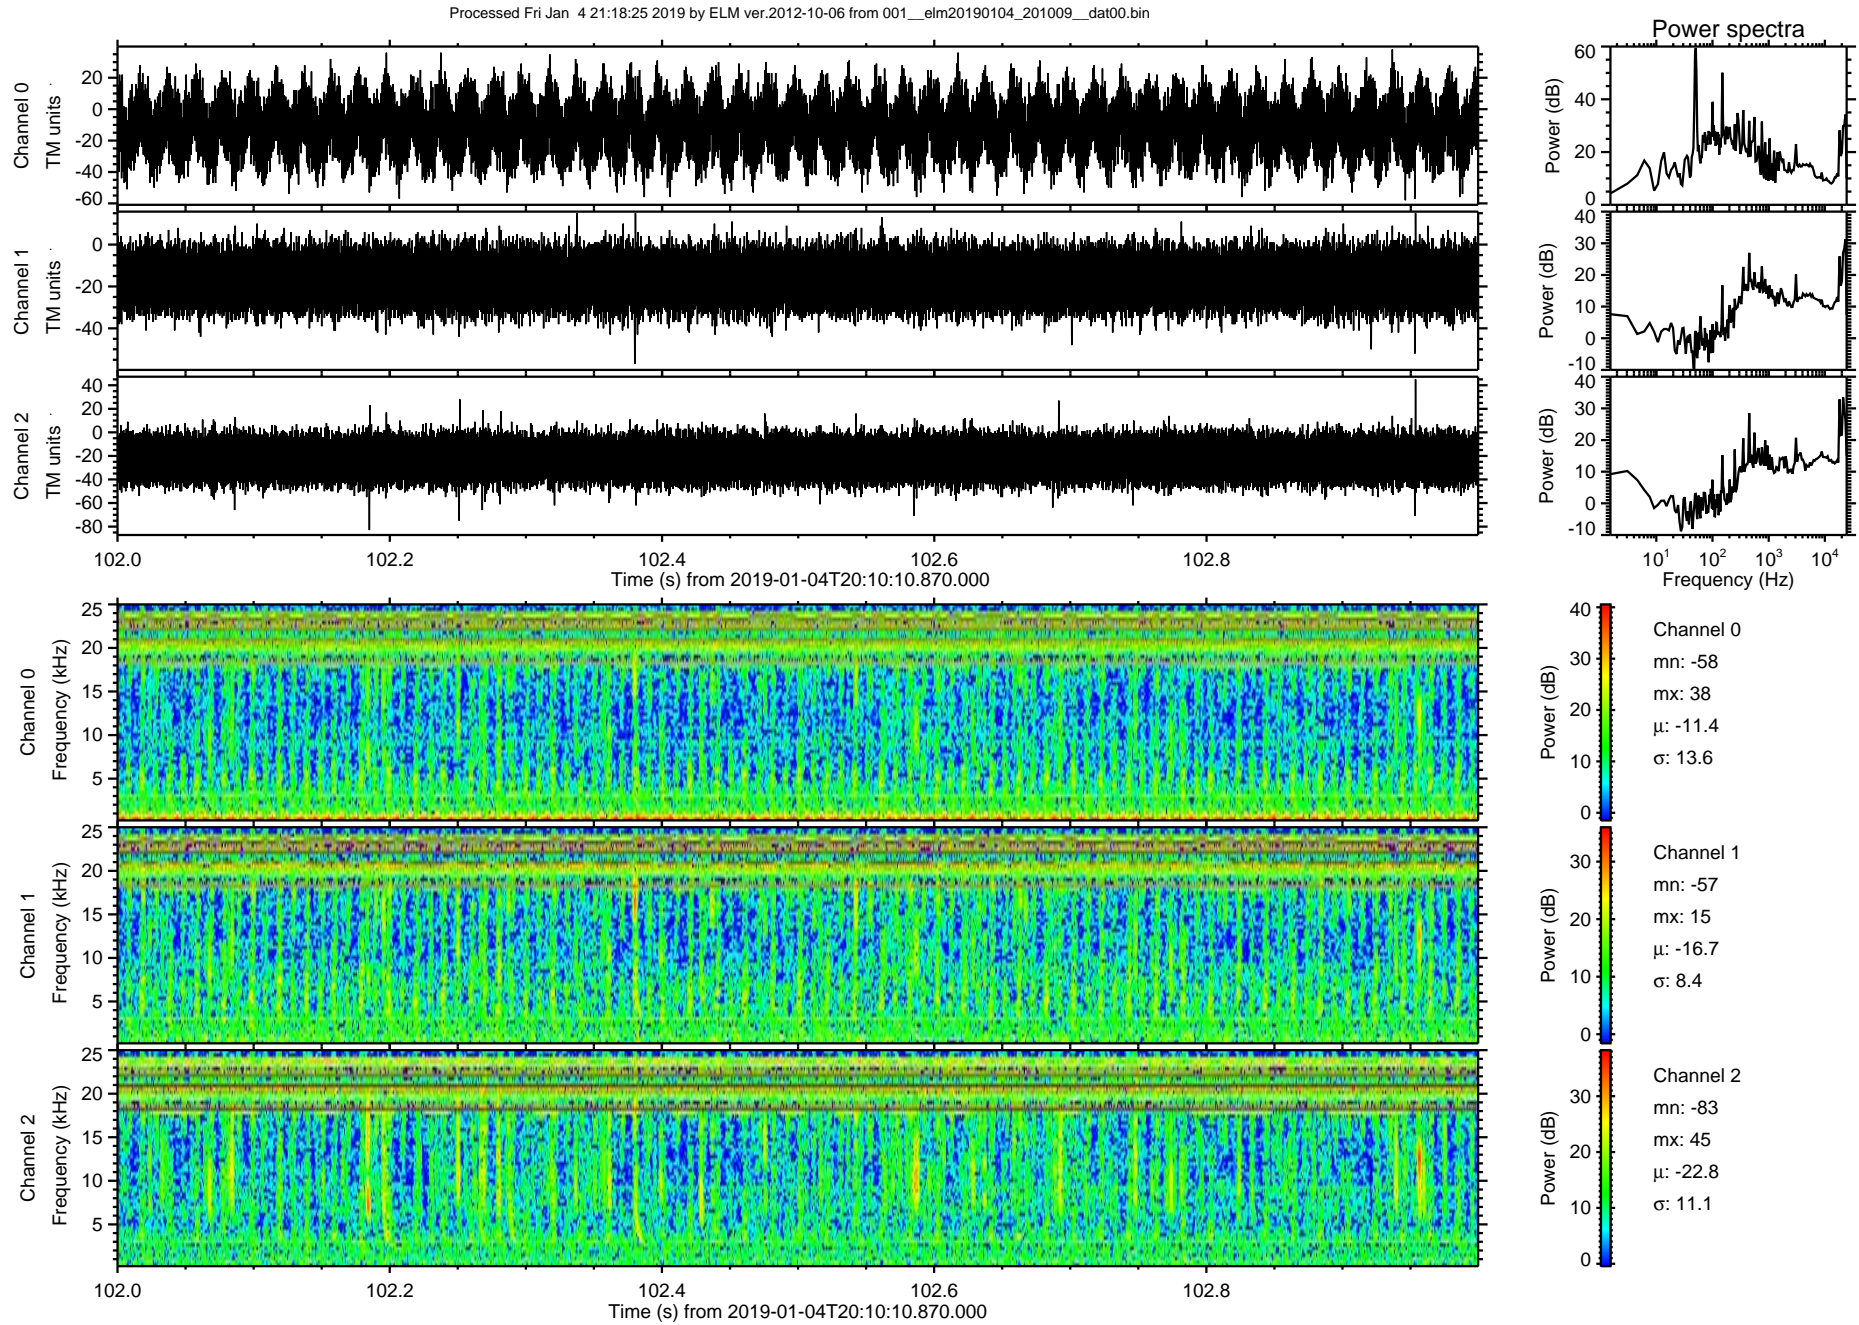 Processed Fri Jan  4 21:18:25 2019 by ELM ver.2012-10-06 from 001__elm20190104_201009__dat00.bin
Power spectra
Channel 0
TM units
20
0
-20
-40
-60
Power (dB)
60
40
20
0
Channel 1
TM units
0
-20
-40
Power (dB)
40
30
20
10
0
-10
Channel 2
TM units
40
20
0
-20
-40
-60
-80
Power (dB)
40
30
20
10
0
-10
102.0 102.2 102.4 102.6 102.8
Time (s) from 2019-01-04T20:10:10.870.000
10¹ 10² 10³ 10⁴
Frequency (Hz)
Channel 0
Frequency (kHz)
25
20
15
10
5
Power (dB)
40
30
20
10
0
Channel 0
mn: -58
mx: 38
μ: -11.4
σ: 13.6
Channel 1
Frequency (kHz)
25
20
15
10
5
Power (dB)
30
20
10
0
Channel 1
mn: -57
mx: 15
μ: -16.7
σ: 8.4
Channel 2
Frequency (kHz)
25
20
15
10
5
Power (dB)
30
20
10
0
Channel 2
mn: -83
mx: 45
μ: -22.8
σ: 11.1
102.0 102.2 102.4 102.6 102.8
Time (s) from 2019-01-04T20:10:10.870.000